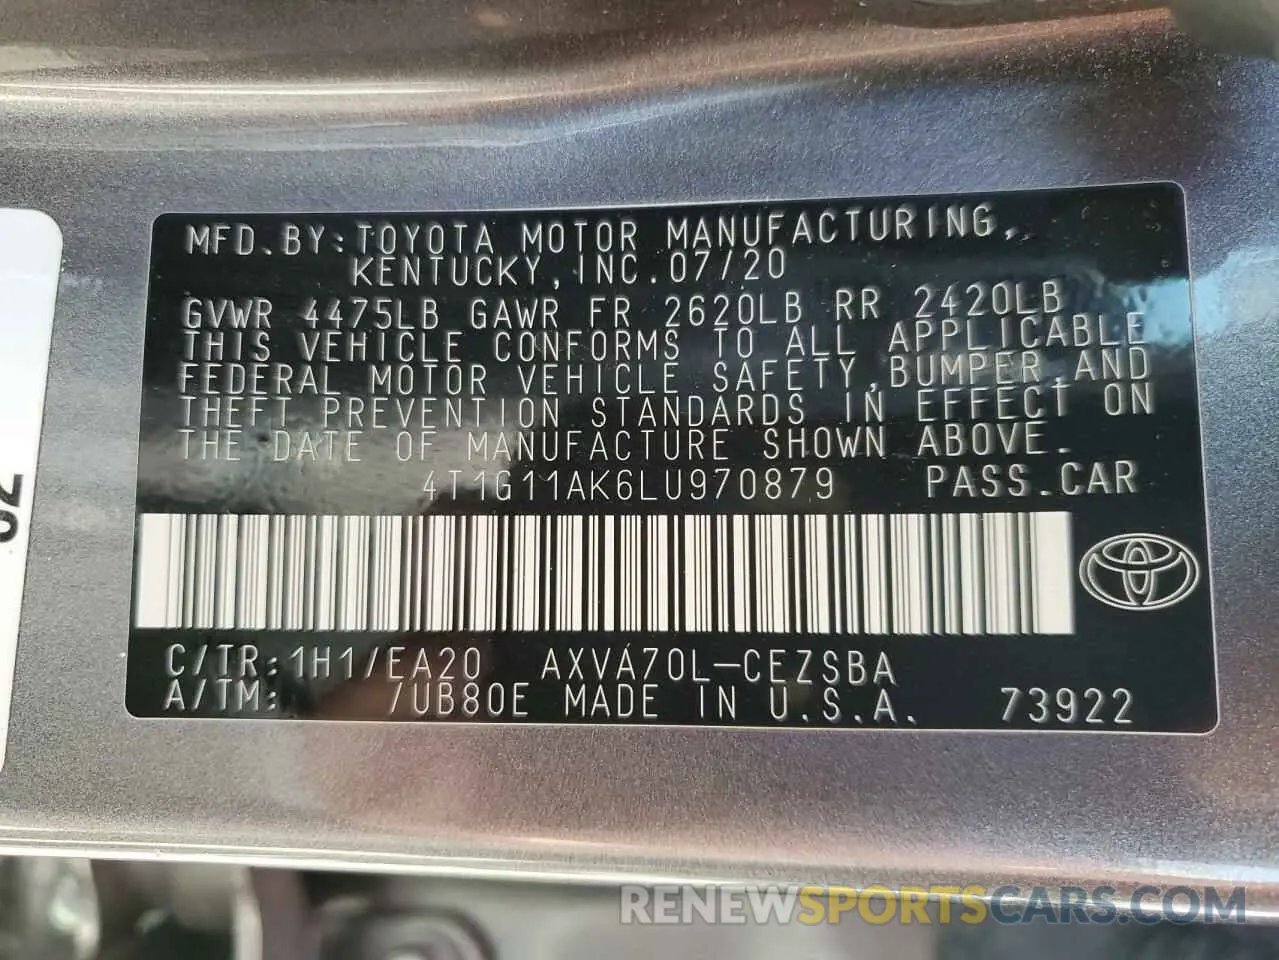 MFD.BY:TOYOTA MOTOR MANUFACTURING,
KENTUCKY,INC.07/20
GVWR 4475LB GAWR FR 2620LB RR 2420LB
THIS VEHICLE CONFORMS TO ALL APPLICABLE
FEDERAL MOTOR VEHICLE SAFETY,BUMPER,AND
THEFT PREVENTION STANDARDS IN EFFECT ON
THE DATE OF MANUFACTURE SHOWN ABOVE.
4T1G11AK6LU970879 PASS.CAR
C/TR:1H1/EA20 AXVA70L-CEZSBA
A/TM: /UB80E MADE IN U.S.A. 73922
RENEWSPORTSCARS.COM